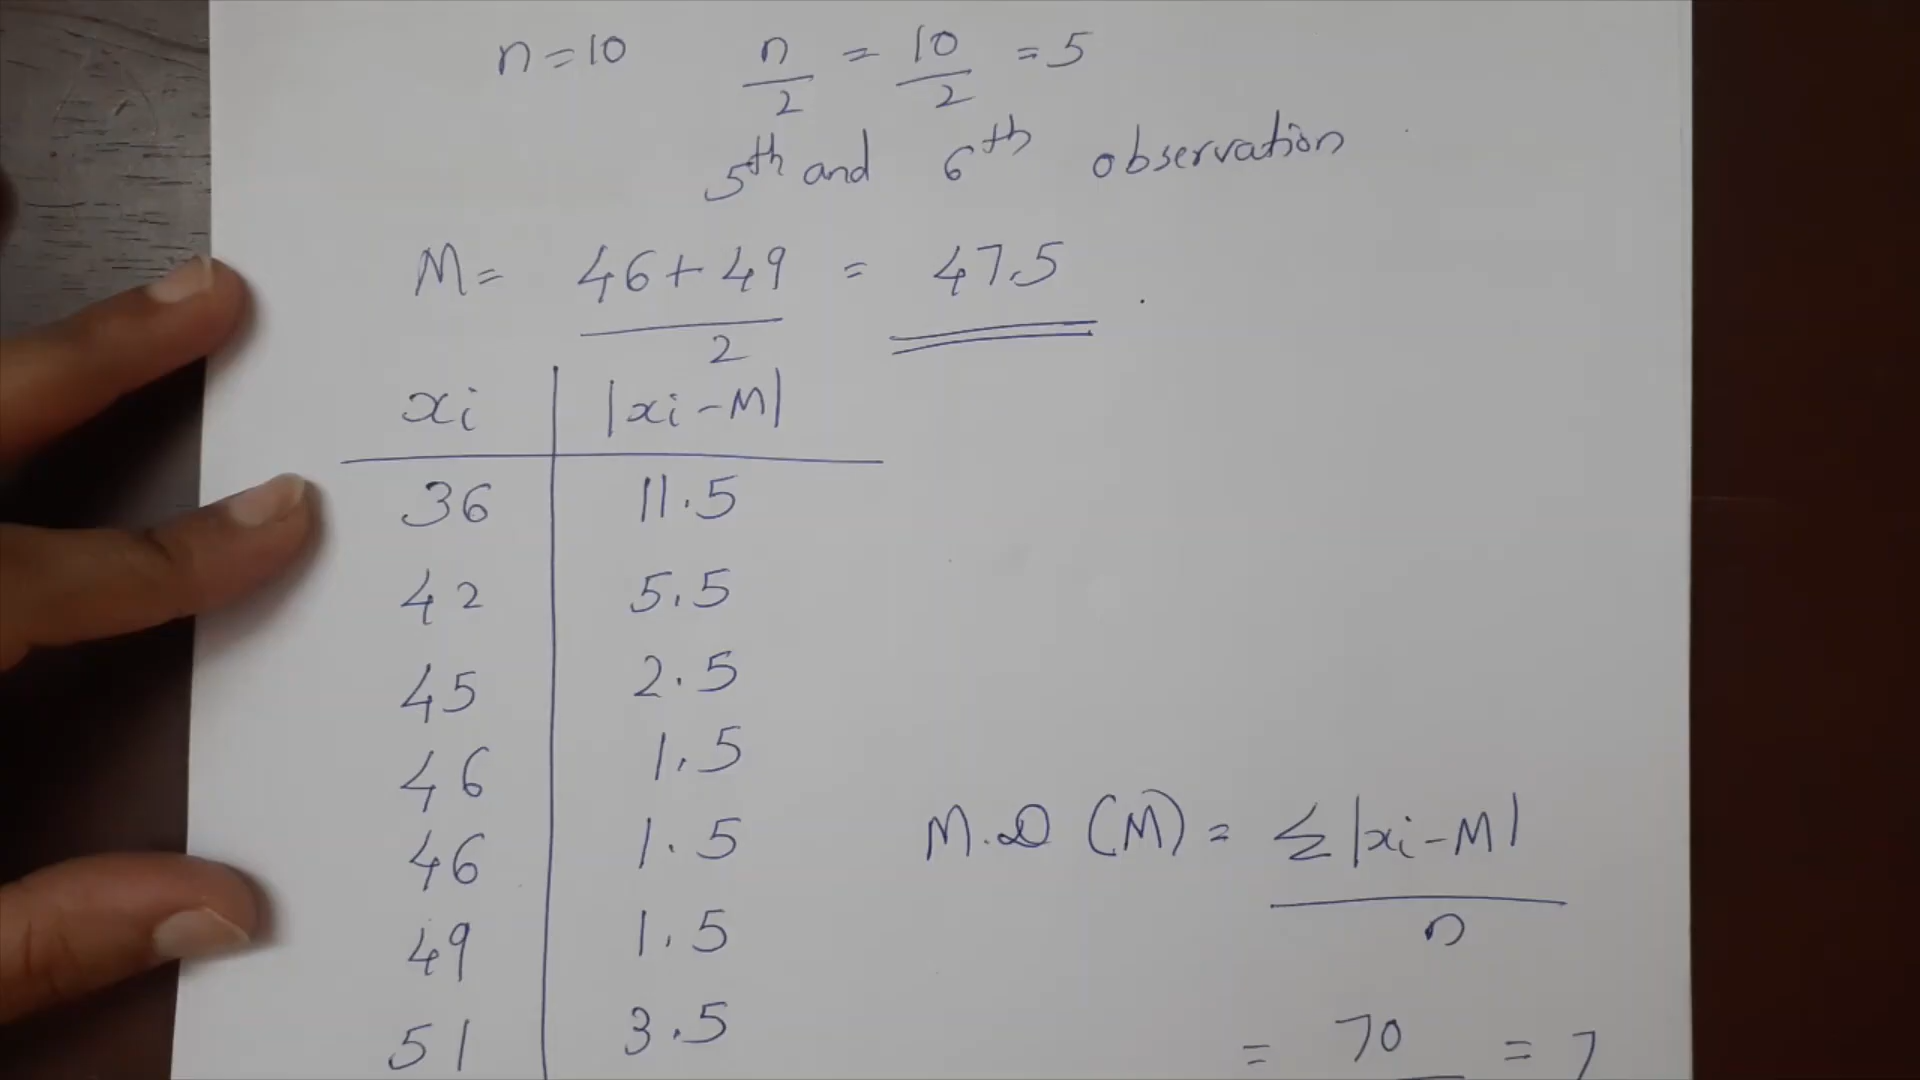 n=10 n/2 = 10/2 =5
5th and 6th observation
M= 46+49/2 = 47.5
xi |xi-M|
36 11.5
42 5.5
45 2.5
46 1.5
46 1.5
49 1.5
51 3.5
M.D (M) = Σ|xi-M|/n
= 70 = 7